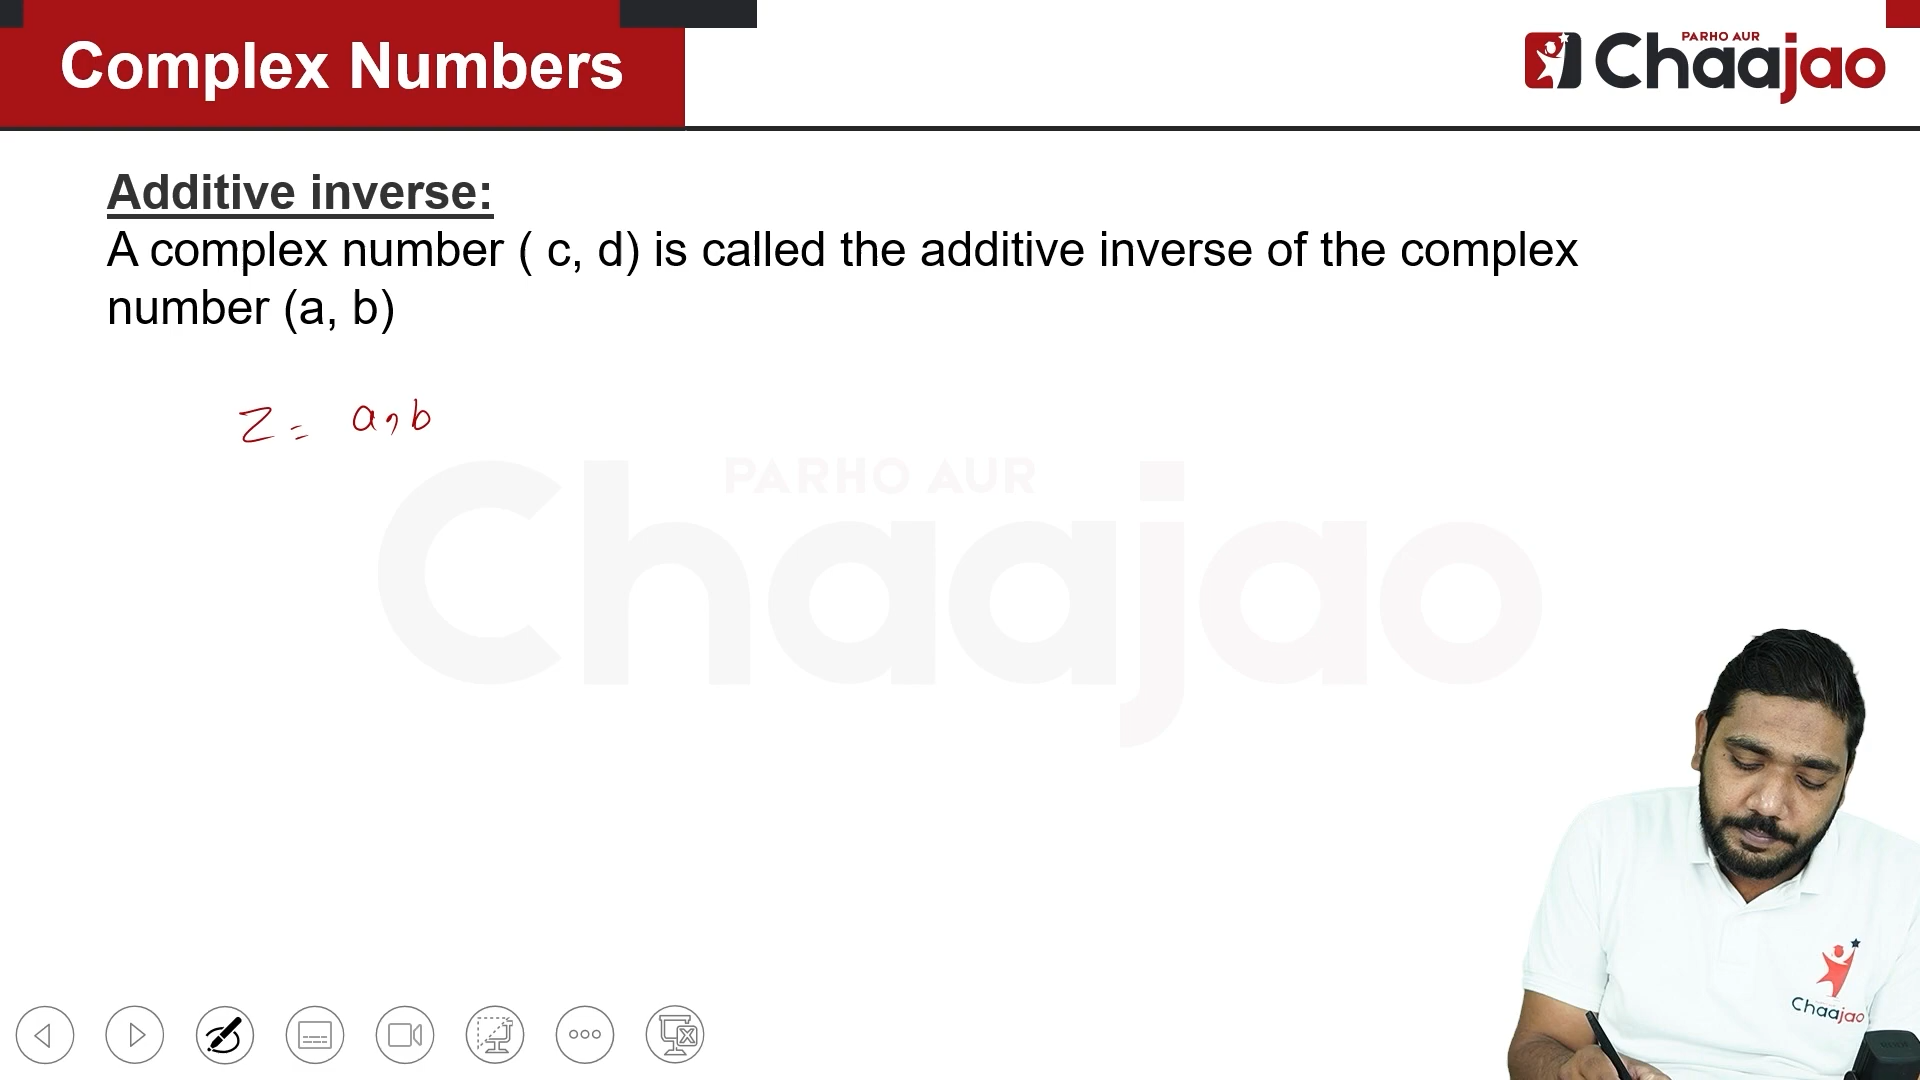 Complex Numbers
PARHO AUR
Chaajao
Additive inverse:
A complex number ( c, d) is called the additive inverse of the complex
number (a, b)
z = a, b
PARHO AUR
Chaajao
Chaajao